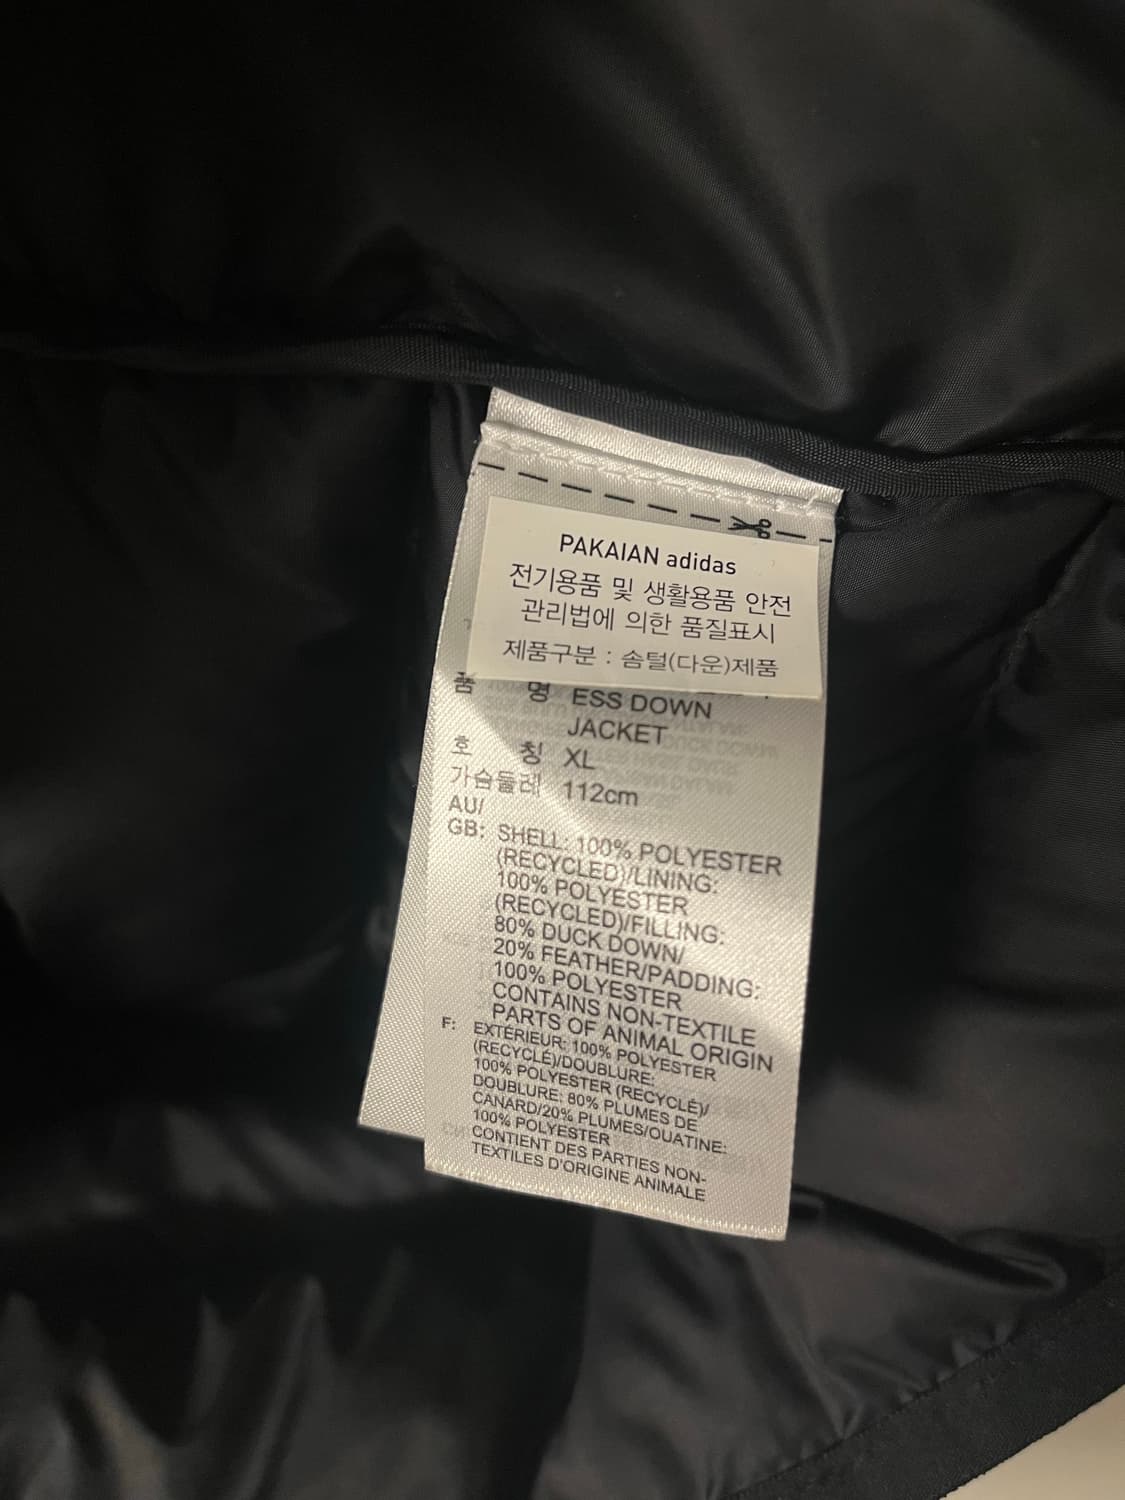 PAKAIAN adidas
전기용품 및 생활용품 안전
관리법에 의한 품질표시
제품구분 : 솜털(다운)제품
품 명 ESS DOWN
JACKET
호 칭 XL
가슴둘레 112cm
AU/
GB: SHELL: 100% POLYESTER
(RECYCLED)/LINING:
100% POLYESTER
(RECYCLED)/FILLING:
80% DUCK DOWN/
20% FEATHER/PADDING:
100% POLYESTER
CONTAINS NON-TEXTILE
PARTS OF ANIMAL ORIGIN
F: EXTÉRIEUR: 100% POLYESTER
(RECYCLÉ)/DOUBLURE:
100% POLYESTER (RECYCLÉ)/
DOUBLURE: 80% PLUMES DE
CANARD/20% PLUMES/OUATINE:
100% POLYESTER
CONTIENT DES PARTIES NON-
TEXTILES D'ORIGINE ANIMALE